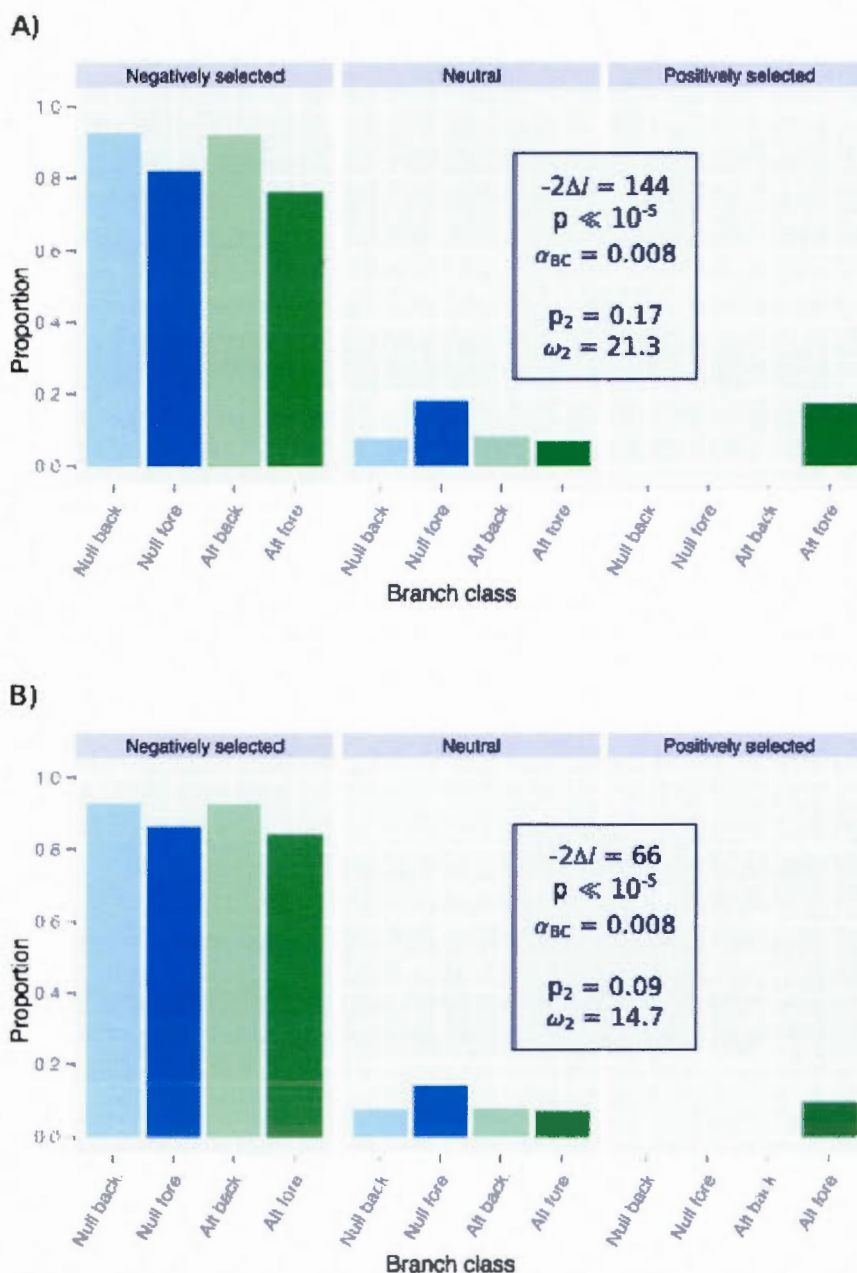 A)
Negatively selected Neutral Positively selected
1.0
0.8
0.6
0.4
0.2
0.0
Proportion
-2Δl = 144
p ≪ 10⁻⁵
αBC = 0.008
p₂ = 0.17
ω₂ = 21.3
Null back Null fore Alt back Alt fore Null back Null fore Alt back Alt fore Null back Null fore Alt back Alt fore
Branch class
B)
Negatively selected Neutral Positively selected
1.0
0.8
0.6
0.4
0.2
0.0
Proportion
-2Δl = 66
p ≪ 10⁻⁵
αBC = 0.008
p₂ = 0.09
ω₂ = 14.7
Null back Null fore Alt back Alt fore Null back Null fore Alt back Alt fore Null back Null fore Alt back Alt fore
Branch class